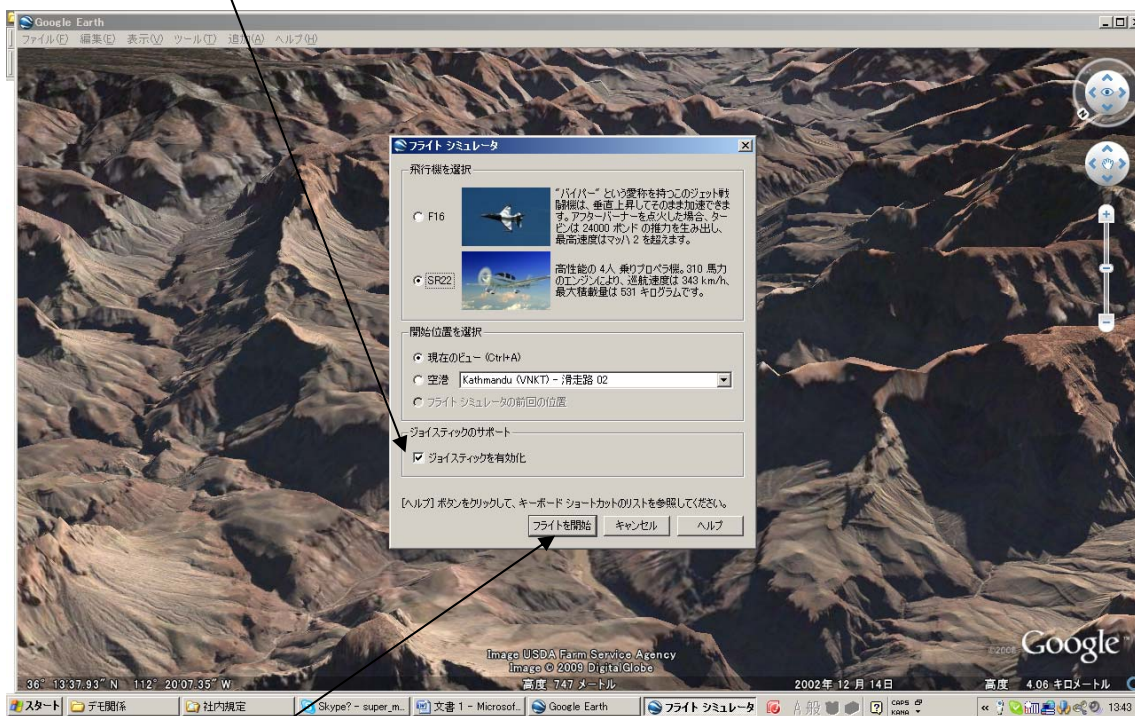 Google Earth
ファイル(F) 編集(E) 表示(V) ツール(T) 追加(A) ヘルプ(H)
フライト シミュレータ
飛行機を選択
F16
"バイパー" という愛称を持つこのジェット戦
闘機は、垂直上昇してそのまま加速できま
す。アフターバーナーを点火した場合、ター
ビンは 24000 ポンド の推力を生み出し、
最高速度はマッハ 2 を超えます。
SR22
高性能の 4人 乗りプロペラ機。310 馬力
のエンジンにより、巡航速度は 343 km/h、
最大積載量は 531 キログラムです。
開始位置を選択
現在のビュー (Ctrl+A)
空港 Kathmandu (VNKT) - 滑走路 02
フライト シミュレータの前回の位置
ジョイスティックのサポート
ジョイスティックを有効化
[ヘルプ] ボタンをクリックして、キーボード ショートカットのリストを参照してください。
フライトを開始 キャンセル ヘルプ
Image USDA Farm Service Agency
Image © 2009 DigitalGlobe
©2008 Google™
36° 13'37.93" N 112° 20'07.35" W 高度 747 メートル 2002年 12 月 14日 高度 4.06 キロメートル
スタート デモ関係 社内規定 Skype? - super_m... 文書 1 - Microsof... Google Earth フライト シミュレータ A 般 CAPS KANA 13:43